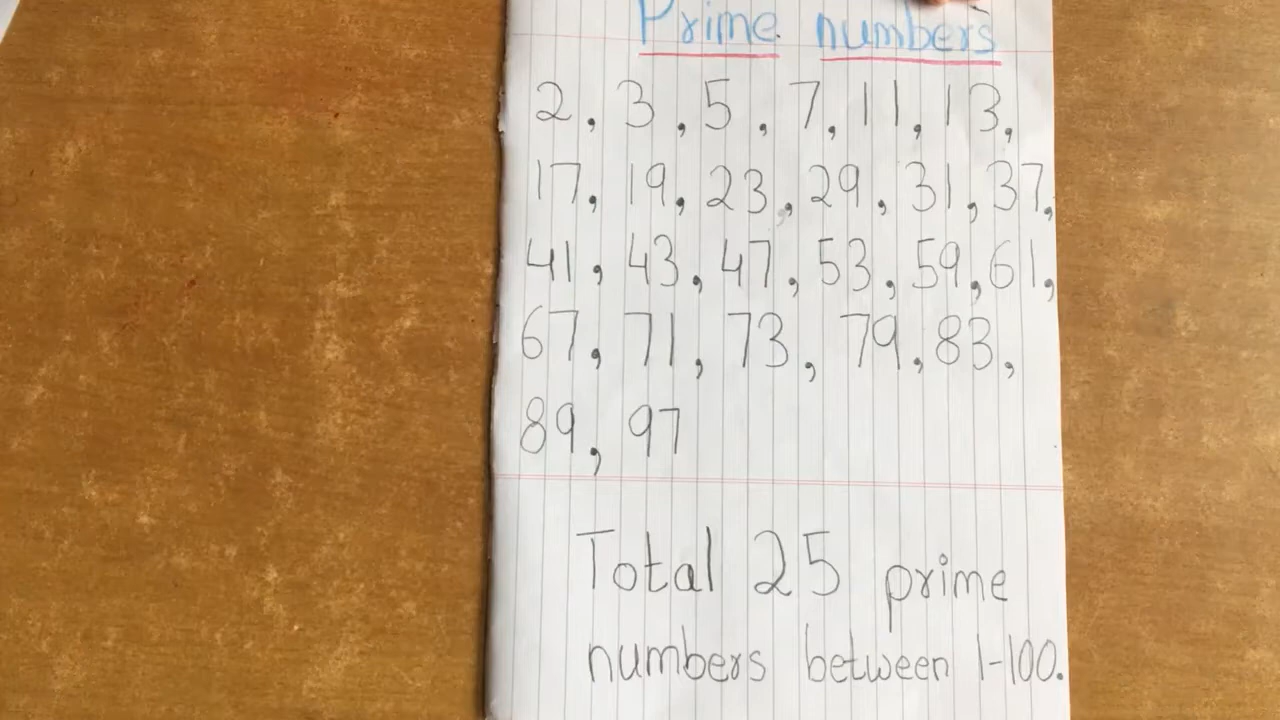 Prime numbers
2, 3, 5, 7, 11, 13,
17, 19, 23, 29, 31, 37,
41, 43, 47, 53, 59, 61,
67, 71, 73, 79, 83,
89, 97
Total 25 prime
numbers between 1-100.